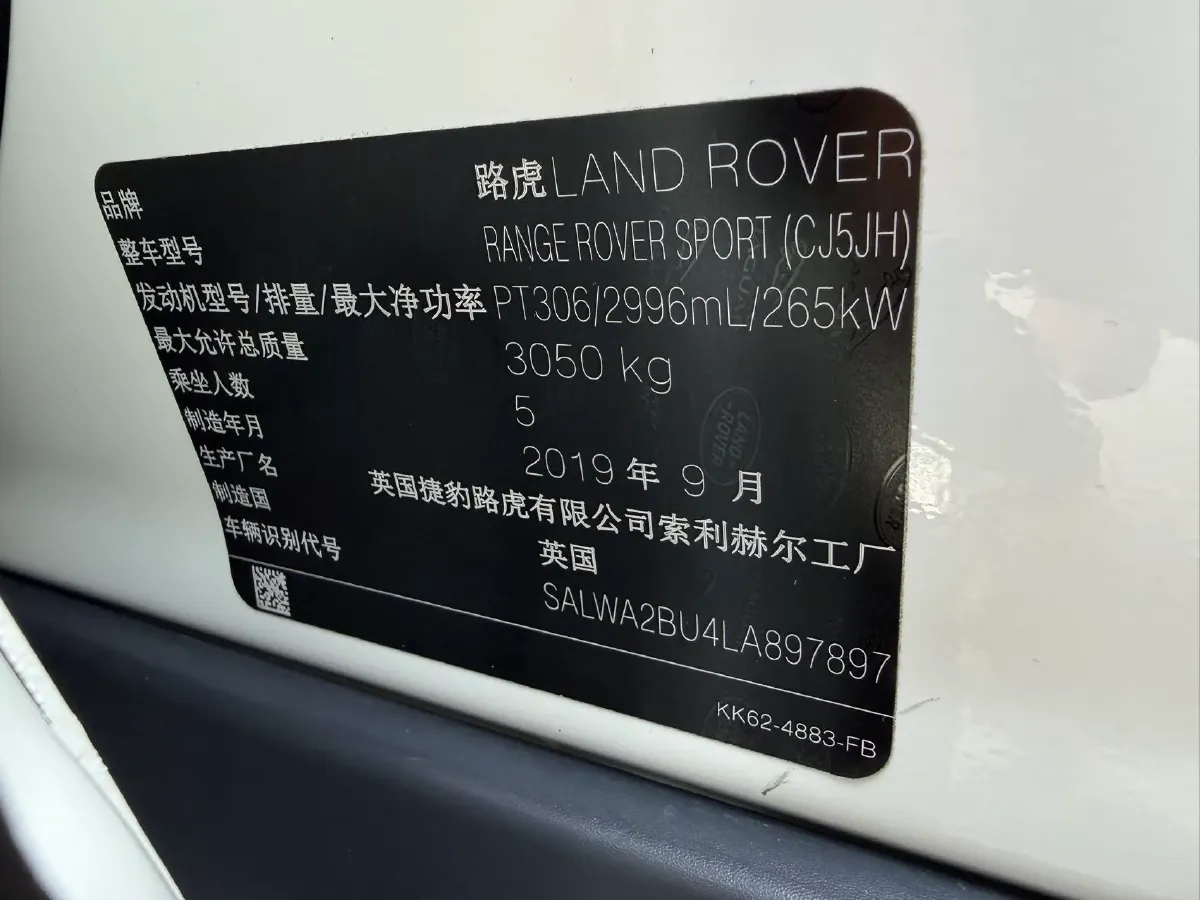 品牌 路虎LAND ROVER
整车型号 RANGE ROVER SPORT (CJ5JH)
发动机型号/排量/最大净功率 PT306/2996mL/265kW
最大允许总质量 3050 kg
乘坐人数 5
制造年月 2019 年 9 月
生产厂名 英国捷豹路虎有限公司索利赫尔工厂
制造国 英国
车辆识别代号 SALWA2BU4LA897897
KK62-4883-FB
LAND ROVER